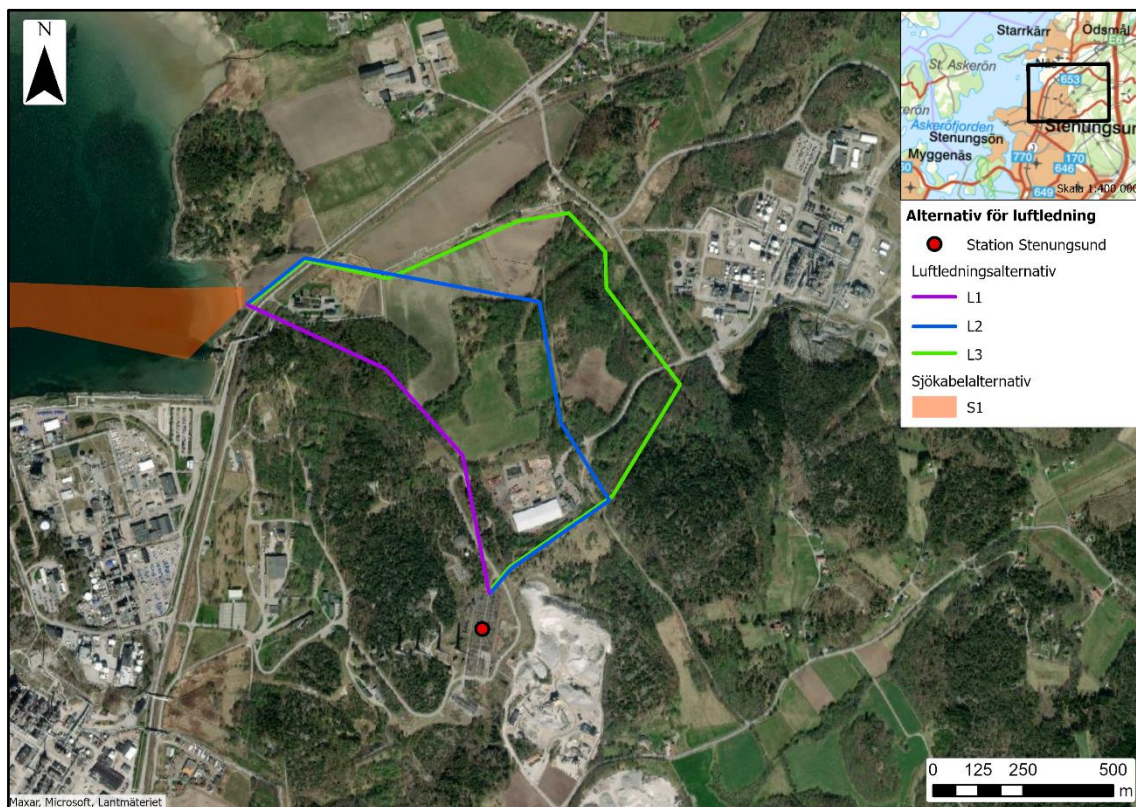 N
Starrkärr
Ödsmål
St. Askerön
653
Askeröfjorden
Stenungsön
Stenungsun
Myggenäs
770
170
646
649
Skala 1:400 000
Alternativ för luftledning
Station Stenungsund
Luftledningsalternativ
L1
L2
L3
Sjökabelalternativ
S1
0 125 250 500
m
Maxar, Microsoft, Lantmäteriet